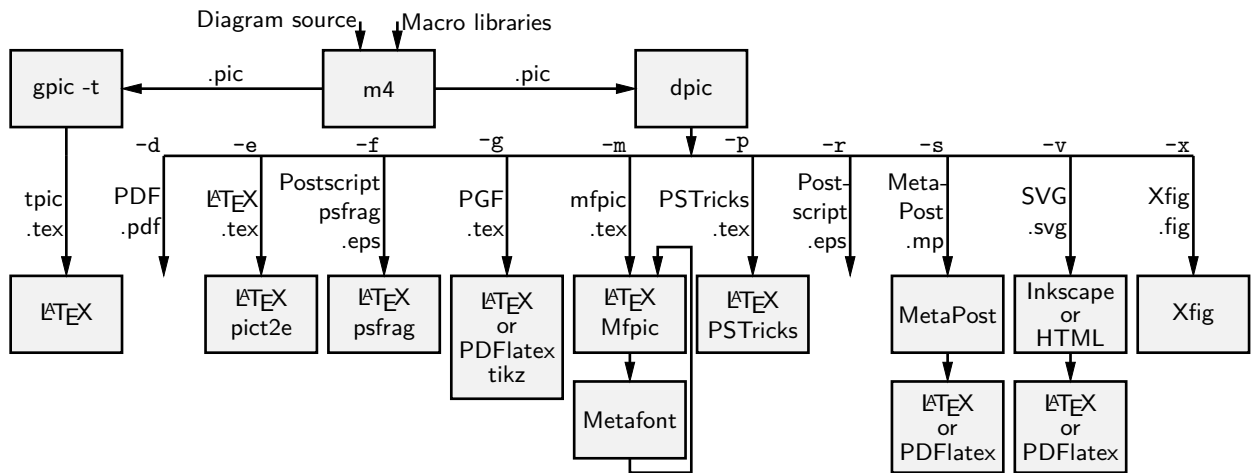 Diagram source
Macro libraries
gpic -t
.pic
m4
.pic
dpic
-d
-e
-f
-g
-m
-p
-r
-s
-v
-x
tpic
.tex
PDF
.pdf
LATEX
.tex
Postscript
psfrag
.eps
PGF
.tex
mfpic
.tex
PSTricks
.tex
Post-
script
.eps
Meta-
Post
.mp
SVG
.svg
Xfig
.fig
LATEX
LATEX
pict2e
LATEX
psfrag
LATEX
or
PDFlatex
tikz
LATEX
Mfpic
LATEX
PSTricks
MetaPost
Inkscape
or
HTML
Xfig
Metafont
LATEX
or
PDFlatex
LATEX
or
PDFlatex